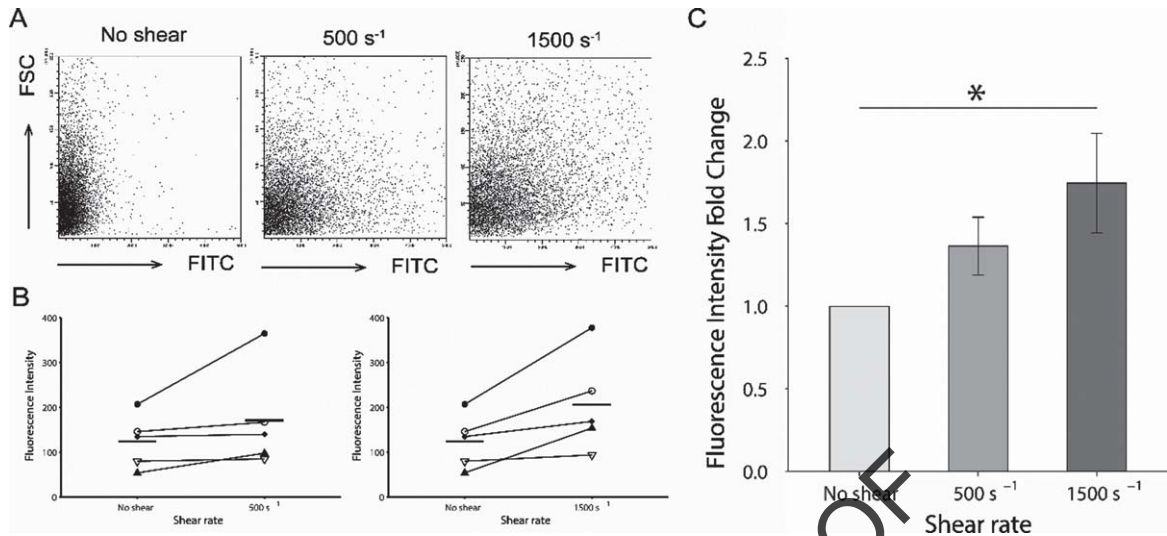 A
No shear
500 s⁻¹
1500 s⁻¹
FSC
FITC
FITC
FITC
B
400
300
200
100
0
Fluorescence Intensity
No shear
500 s⁻¹
Shear rate
400
300
200
100
0
Fluorescence Intensity
No shear
1500 s⁻¹
Shear rate
C
2.5
2.0
1.5
1.0
0.5
0.0
Fluorescence Intensity Fold Change
*
No shear
500 s⁻¹
1500 s⁻¹
Shear rate
OF